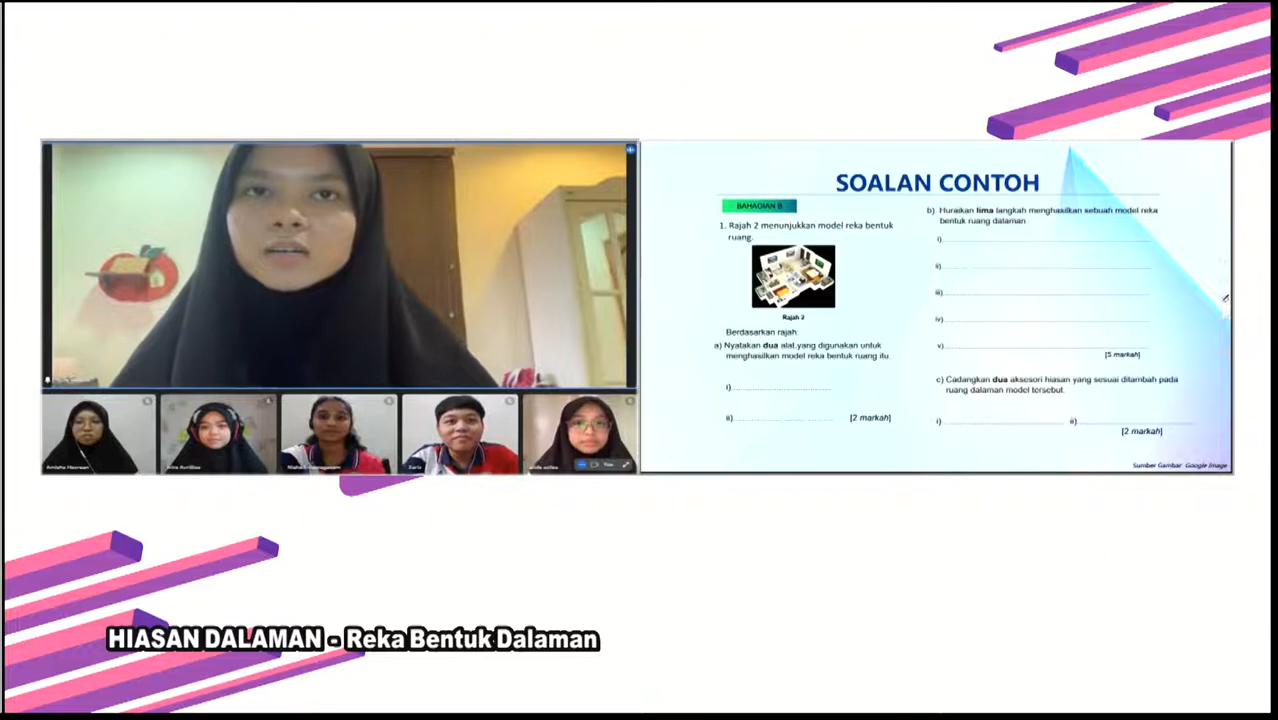 SOALAN CONTOH
BAHAGIAN B
1. Rajah 2 menunjukkan model reka bentuk
ruang.
Rajah 2
Berdasarkan rajah:
a) Nyatakan dua alat yang digunakan untuk
menghasilkan model reka bentuk ruang itu.
i)
ii) [2 markah]
b) Huraikan lima langkah menghasilkan sebuah model reka
bentuk ruang dalaman.
i)
ii)
iii)
iv)
v)
[5 markah]
c) Cadangkan dua aksesori hiasan yang sesuai ditambah pada
ruang dalaman model tersebut.
i) ii)
[2 markah]
Sumber Gambar: Google Image
You
HIASAN DALAMAN - Reka Bentuk Dalaman